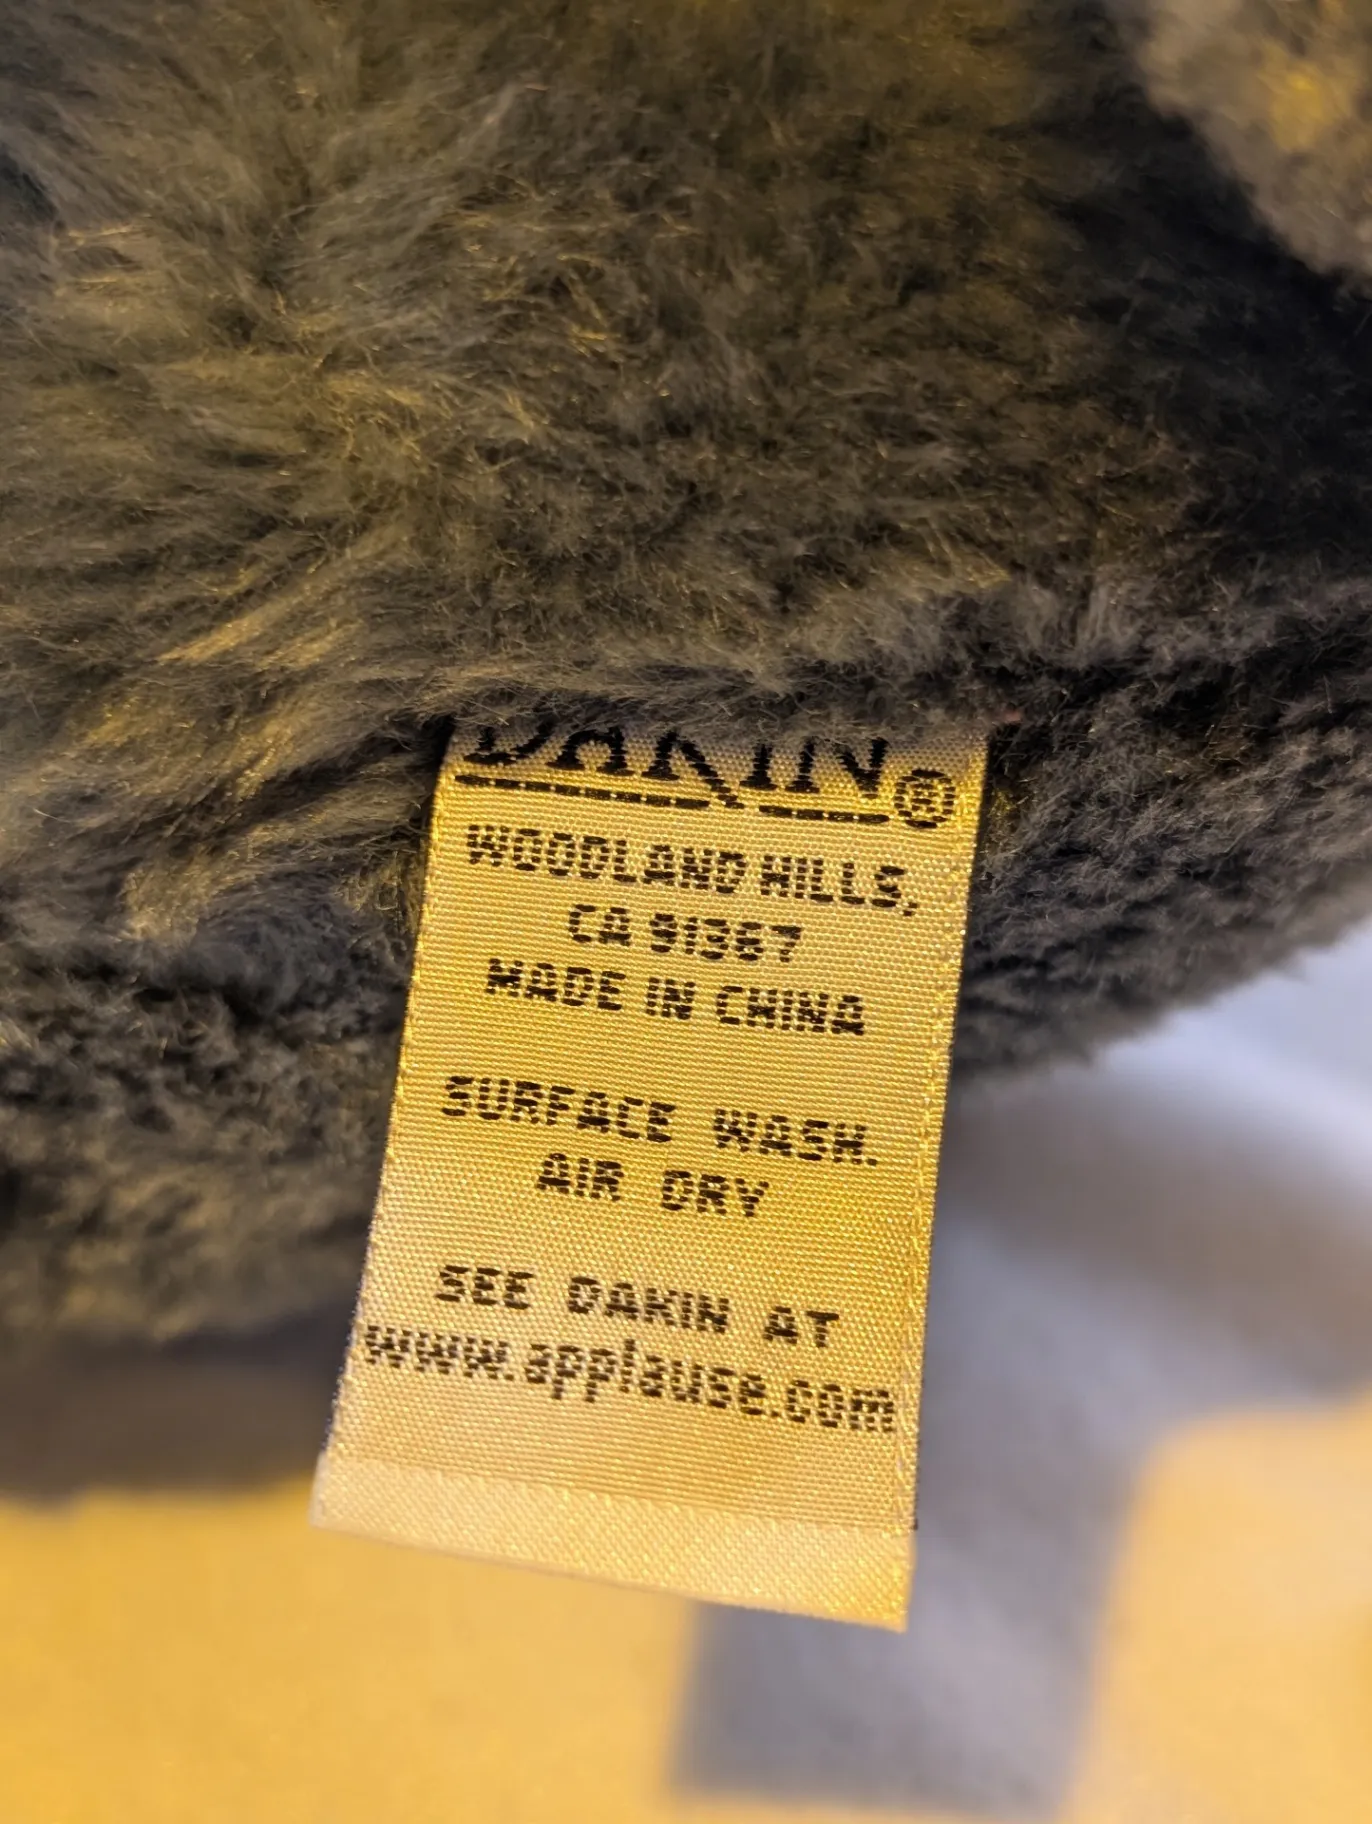 DAKIN®
WOODLAND HILLS,
CA 91367
MADE IN CHINA
SURFACE WASH.
AIR DRY
SEE DAKIN AT
www.applause.com